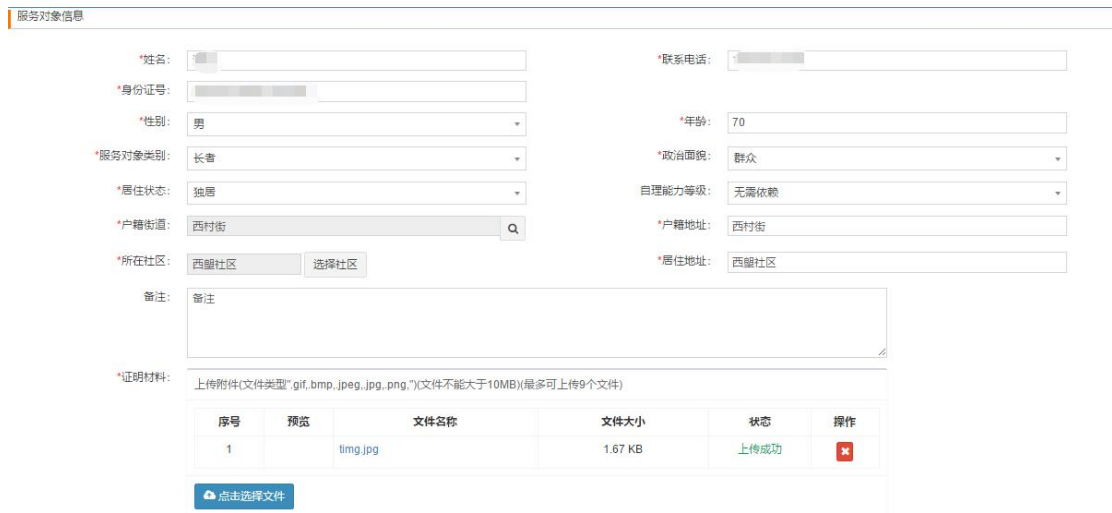 服务对象信息
*姓名: *联系电话:
*身份证号:
*性别: 男 *年龄: 70
*服务对象类别: 长者 *政治面貌: 群众
*居住状态: 独居 自理能力等级: 无需依赖
*户籍街道: 西村街 *户籍地址: 西村街
*所在社区: 西曌社区 选择社区 *居住地址: 西曌社区
备注: 备注
*证明材料: 上传附件(文件类型".gif,.bmp,.jpeg,.jpg,.png,")(文件不能大于10MB)(最多可上传9个文件)
序号 预览 文件名称 文件大小 状态 操作
1 timg.jpg 1.67 KB 上传成功
点击选择文件